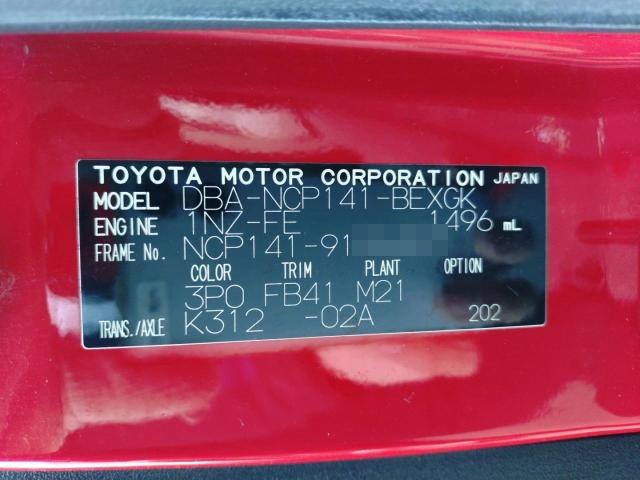 TOYOTA MOTOR CORPORATION JAPAN
MODEL DBA-NCP141-BEXGK
ENGINE 1NZ-FE 1496 mL
FRAME No. NCP141-91
COLOR TRIM PLANT OPTION
3P0 FB41 M21
TRANS./AXLE K312 -02A 202